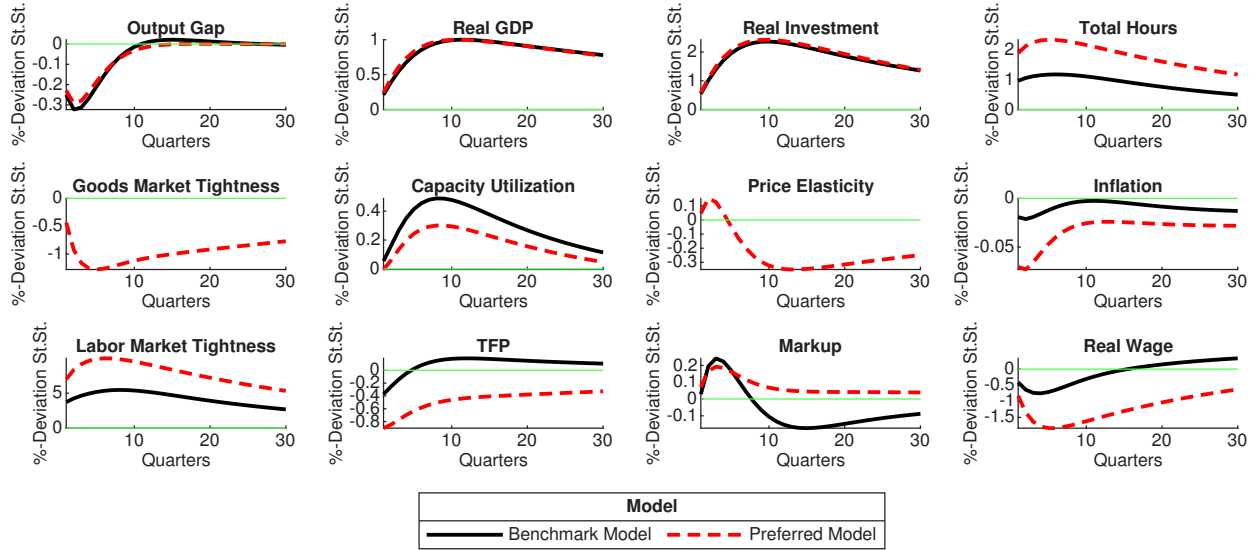 Output Gap
%-Deviation St.St.
0
-0.1
-0.2
-0.3
10
20
30
Quarters
Real GDP
%-Deviation St.St.
1
0.5
0
10
20
30
Quarters
Real Investment
%-Deviation St.St.
2
1
0
10
20
30
Quarters
Total Hours
%-Deviation St.St.
2
1
0
10
20
30
Quarters
Goods Market Tightness
%-Deviation St.St.
0
-0.5
-1
10
20
30
Quarters
Capacity Utilization
%-Deviation St.St.
0.4
0.2
0
10
20
30
Quarters
Price Elasticity
%-Deviation St.St.
0.1
0
-0.1
-0.3
10
20
30
Quarters
Inflation
%-Deviation St.St.
0
-0.05
10
20
30
Quarters
Labor Market Tightness
%-Deviation St.St.
5
0
10
20
30
Quarters
TFP
%-Deviation St.St.
0
-0.2
-0.4
-0.6
-0.8
10
20
30
Quarters
Markup
%-Deviation St.St.
0.2
0.1
0
-0.1
10
20
30
Quarters
Real Wage
%-Deviation St.St.
0
-0.5
-1
-1.5
10
20
30
Quarters
Model
Benchmark Model
Preferred Model